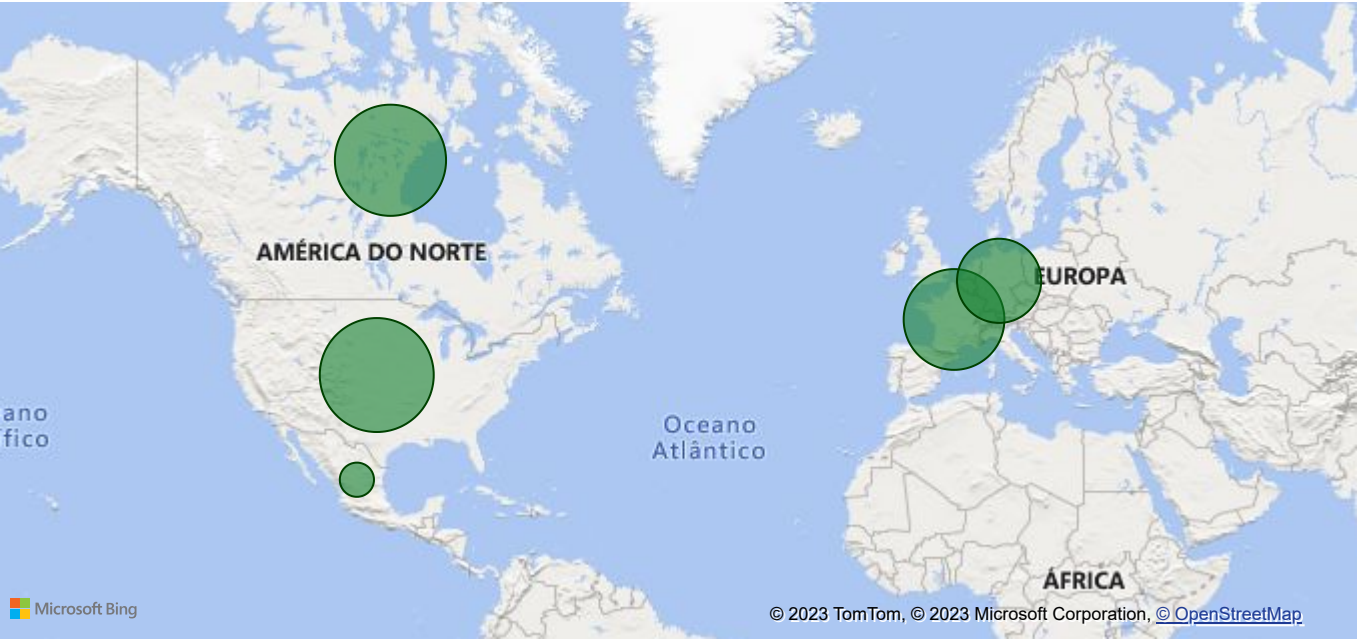 AMÉRICA DO NORTE
EUROPA
ano
fico
Oceano
Atlântico
ÁFRICA
Microsoft Bing
© 2023 TomTom, © 2023 Microsoft Corporation, © OpenStreetMap